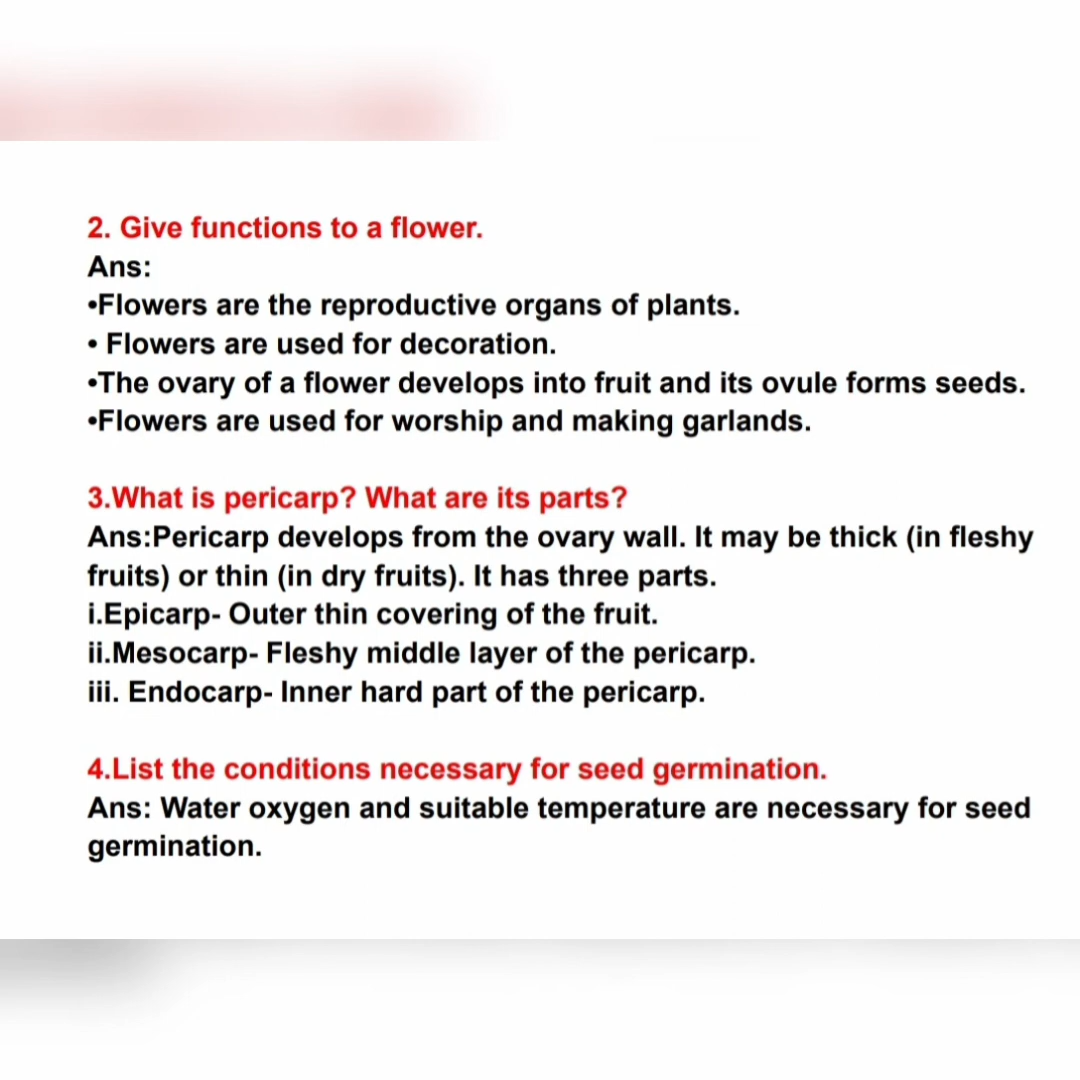 2. Give functions to a flower.
Ans:
•Flowers are the reproductive organs of plants.
• Flowers are used for decoration.
•The ovary of a flower develops into fruit and its ovule forms seeds.
•Flowers are used for worship and making garlands.
3.What is pericarp? What are its parts?
Ans:Pericarp develops from the ovary wall. It may be thick (in fleshy
fruits) or thin (in dry fruits). It has three parts.
i.Epicarp- Outer thin covering of the fruit.
ii.Mesocarp- Fleshy middle layer of the pericarp.
iii. Endocarp- Inner hard part of the pericarp.
4.List the conditions necessary for seed germination.
Ans: Water oxygen and suitable temperature are necessary for seed
germination.